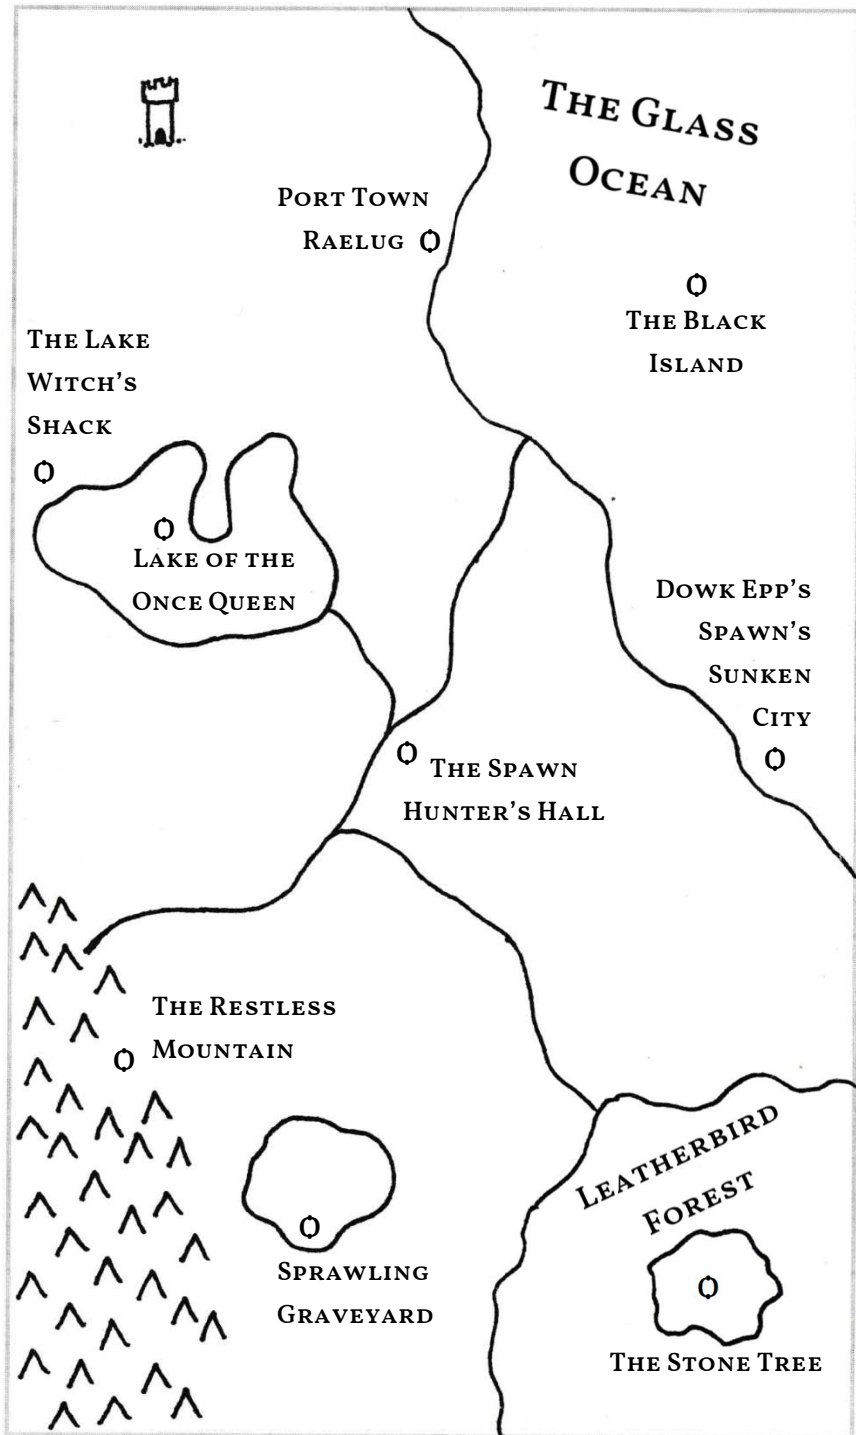 The Glass
Ocean
Port Town
Raelug
The Black
Island
The Lake
Witch's
Shack
Lake of the
Once Queen
Dowk Epp's
Spawn's
Sunken
City
The Spawn
Hunter's Hall
The Restless
Mountain
Leatherbird
Forest
Sprawling
Graveyard
The Stone Tree